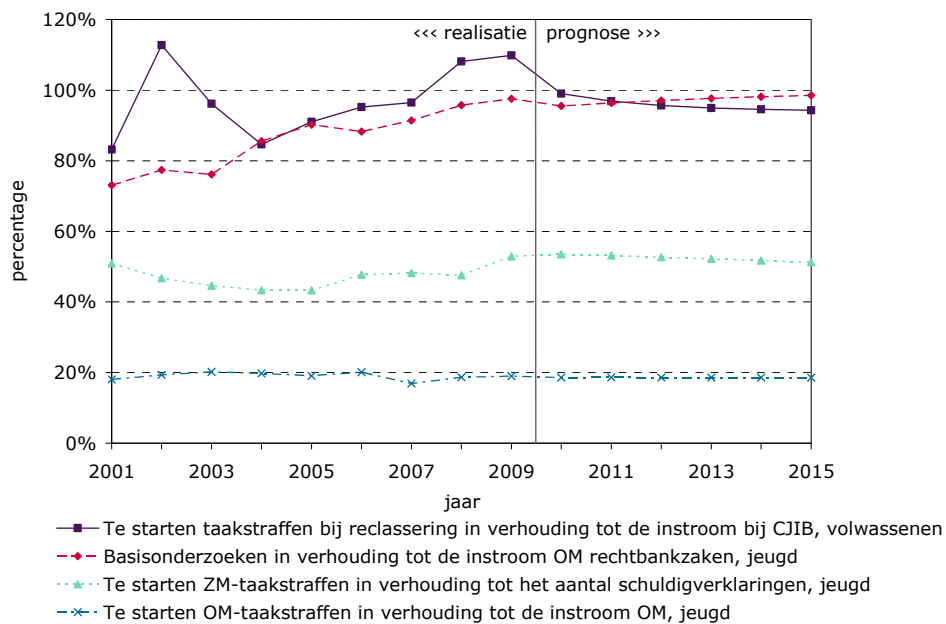 120%
100%
80%
60%
40%
20%
0%
percentage
‹‹‹ realisatie
prognose ›››
2001 2003 2005 2007 2009 2011 2013 2015
jaar
Te starten taakstraffen bij reclassering in verhouding tot de instroom bij CJIB, volwassenen
Basisonderzoeken in verhouding tot de instroom OM rechtbankzaken, jeugd
Te starten ZM-taakstraffen in verhouding tot het aantal schuldigverklaringen, jeugd
Te starten OM-taakstraffen in verhouding tot de instroom OM, jeugd